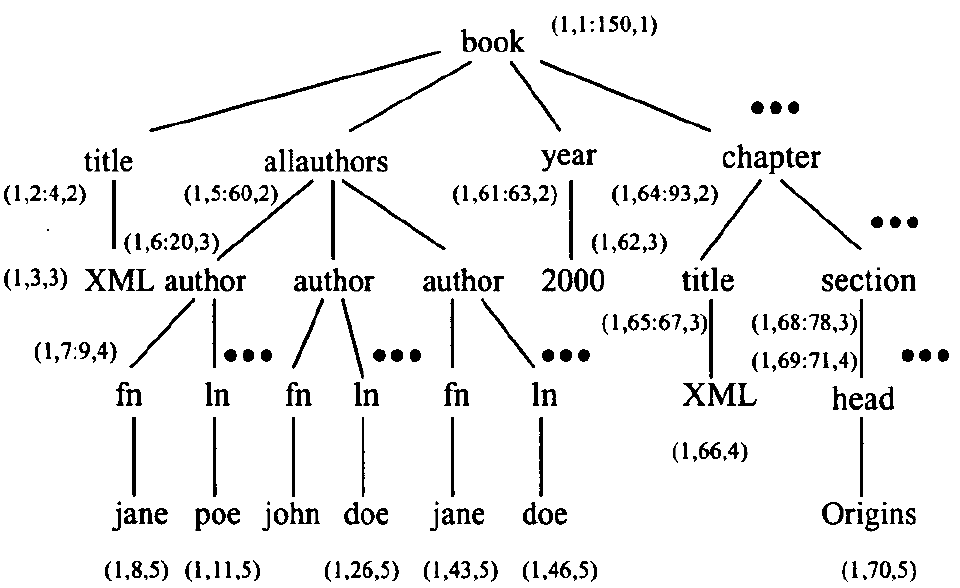 book (1,1:150,1)
•••
title allauthors year chapter
(1,2:4,2) (1,5:60,2) (1,61:63,2) (1,64:93,2)
•••
(1,6:20,3) (1,62,3)
(1,3,3) XML author author author 2000 title section
(1,65:67,3) (1,68:78,3)
(1,7:9,4) ••• ••• ••• (1,69:71,4) •••
fn ln fn ln fn ln XML head
(1,66,4)
jane poe john doe jane doe Origins
(1,8,5) (1,11,5) (1,26,5) (1,43,5) (1,46,5) (1,70,5)